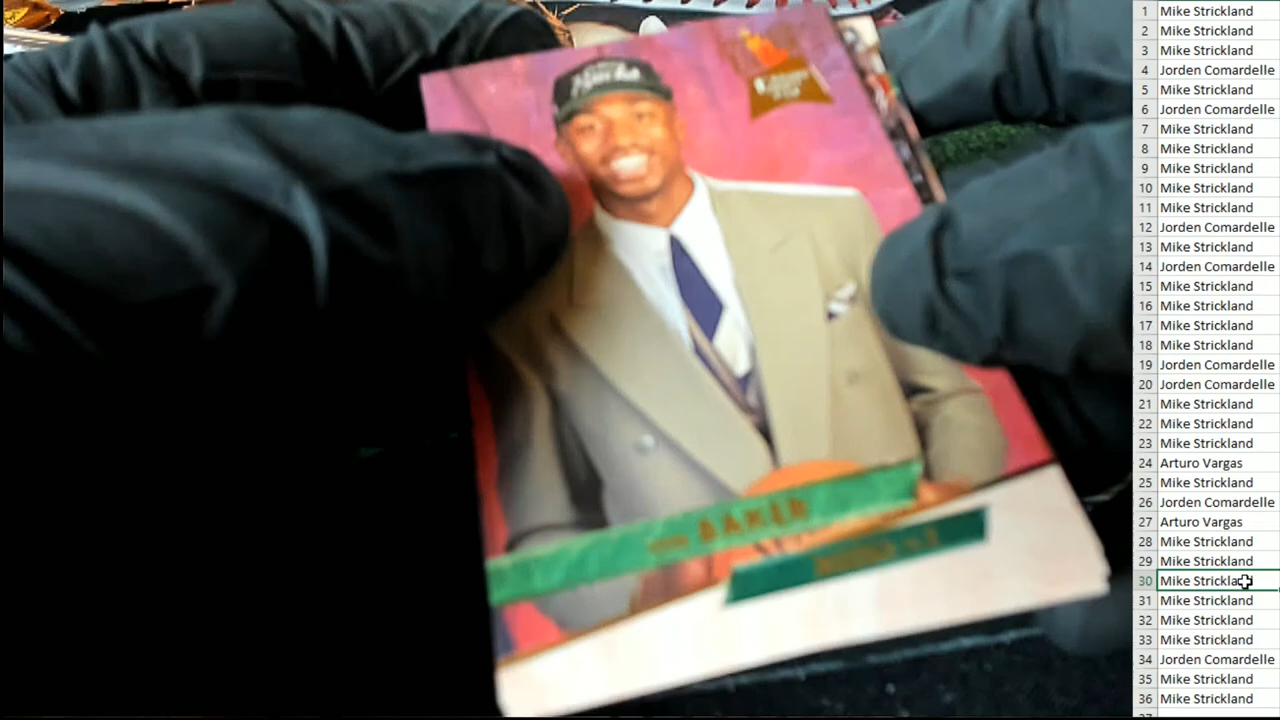 BAKER
1 Mike Strickland
2 Mike Strickland
3 Mike Strickland
4 Jorden Comardelle
5 Mike Strickland
6 Jorden Comardelle
7 Mike Strickland
8 Mike Strickland
9 Mike Strickland
10 Mike Strickland
11 Mike Strickland
12 Jorden Comardelle
13 Mike Strickland
14 Jorden Comardelle
15 Mike Strickland
16 Mike Strickland
17 Mike Strickland
18 Mike Strickland
19 Jorden Comardelle
20 Jorden Comardelle
21 Mike Strickland
22 Mike Strickland
23 Mike Strickland
24 Arturo Vargas
25 Mike Strickland
26 Jorden Comardelle
27 Arturo Vargas
28 Mike Strickland
29 Mike Strickland
30 Mike Strickland
31 Mike Strickland
32 Mike Strickland
33 Mike Strickland
34 Jorden Comardelle
35 Mike Strickland
36 Mike Strickland